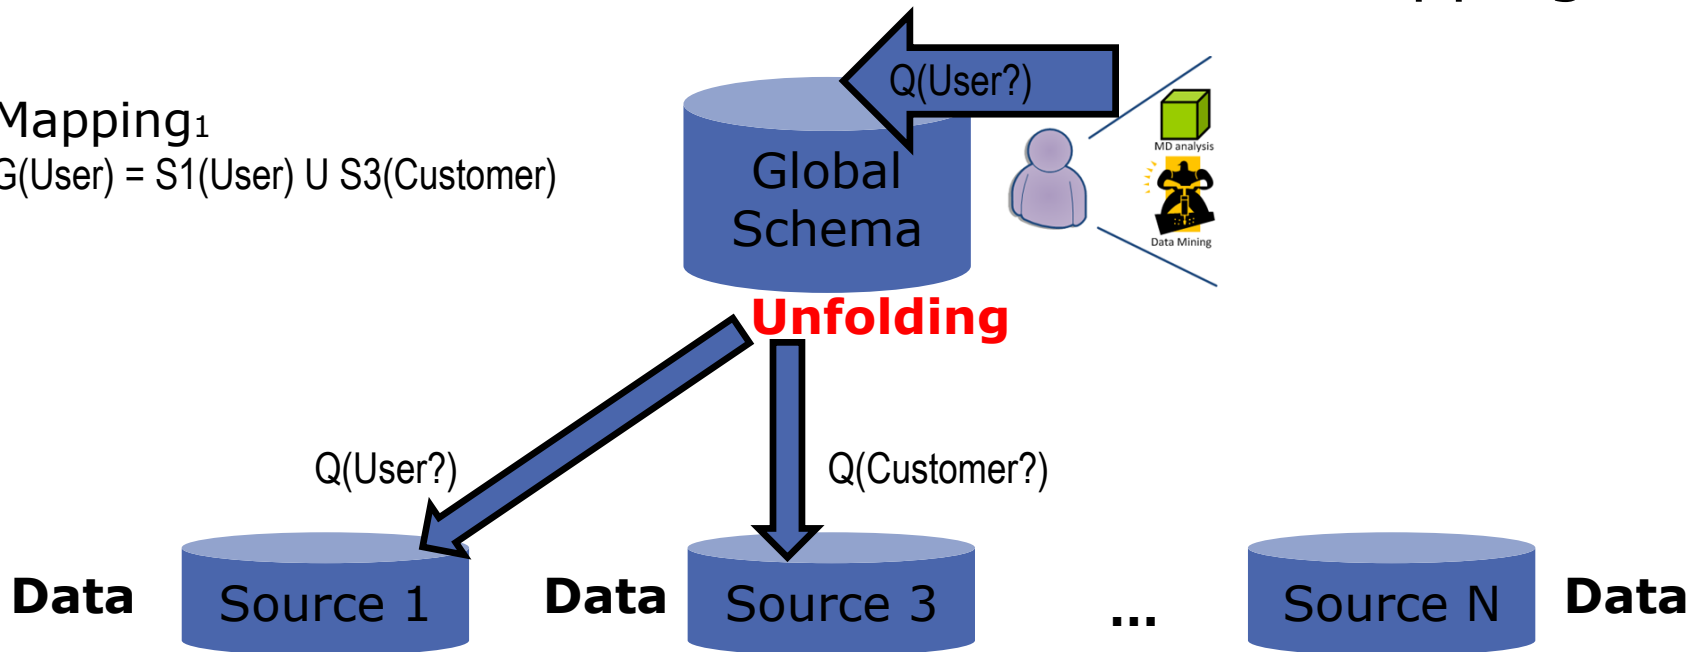 pping
Q(User?)
Mapping1
G(User) = S1(User) U S3(Customer)
MD analysis
Global
Schema
Data Mining
Unfolding
Q(User?)
Q(Customer?)
Data
Source 1
Data
Source 3
...
Source N
Data